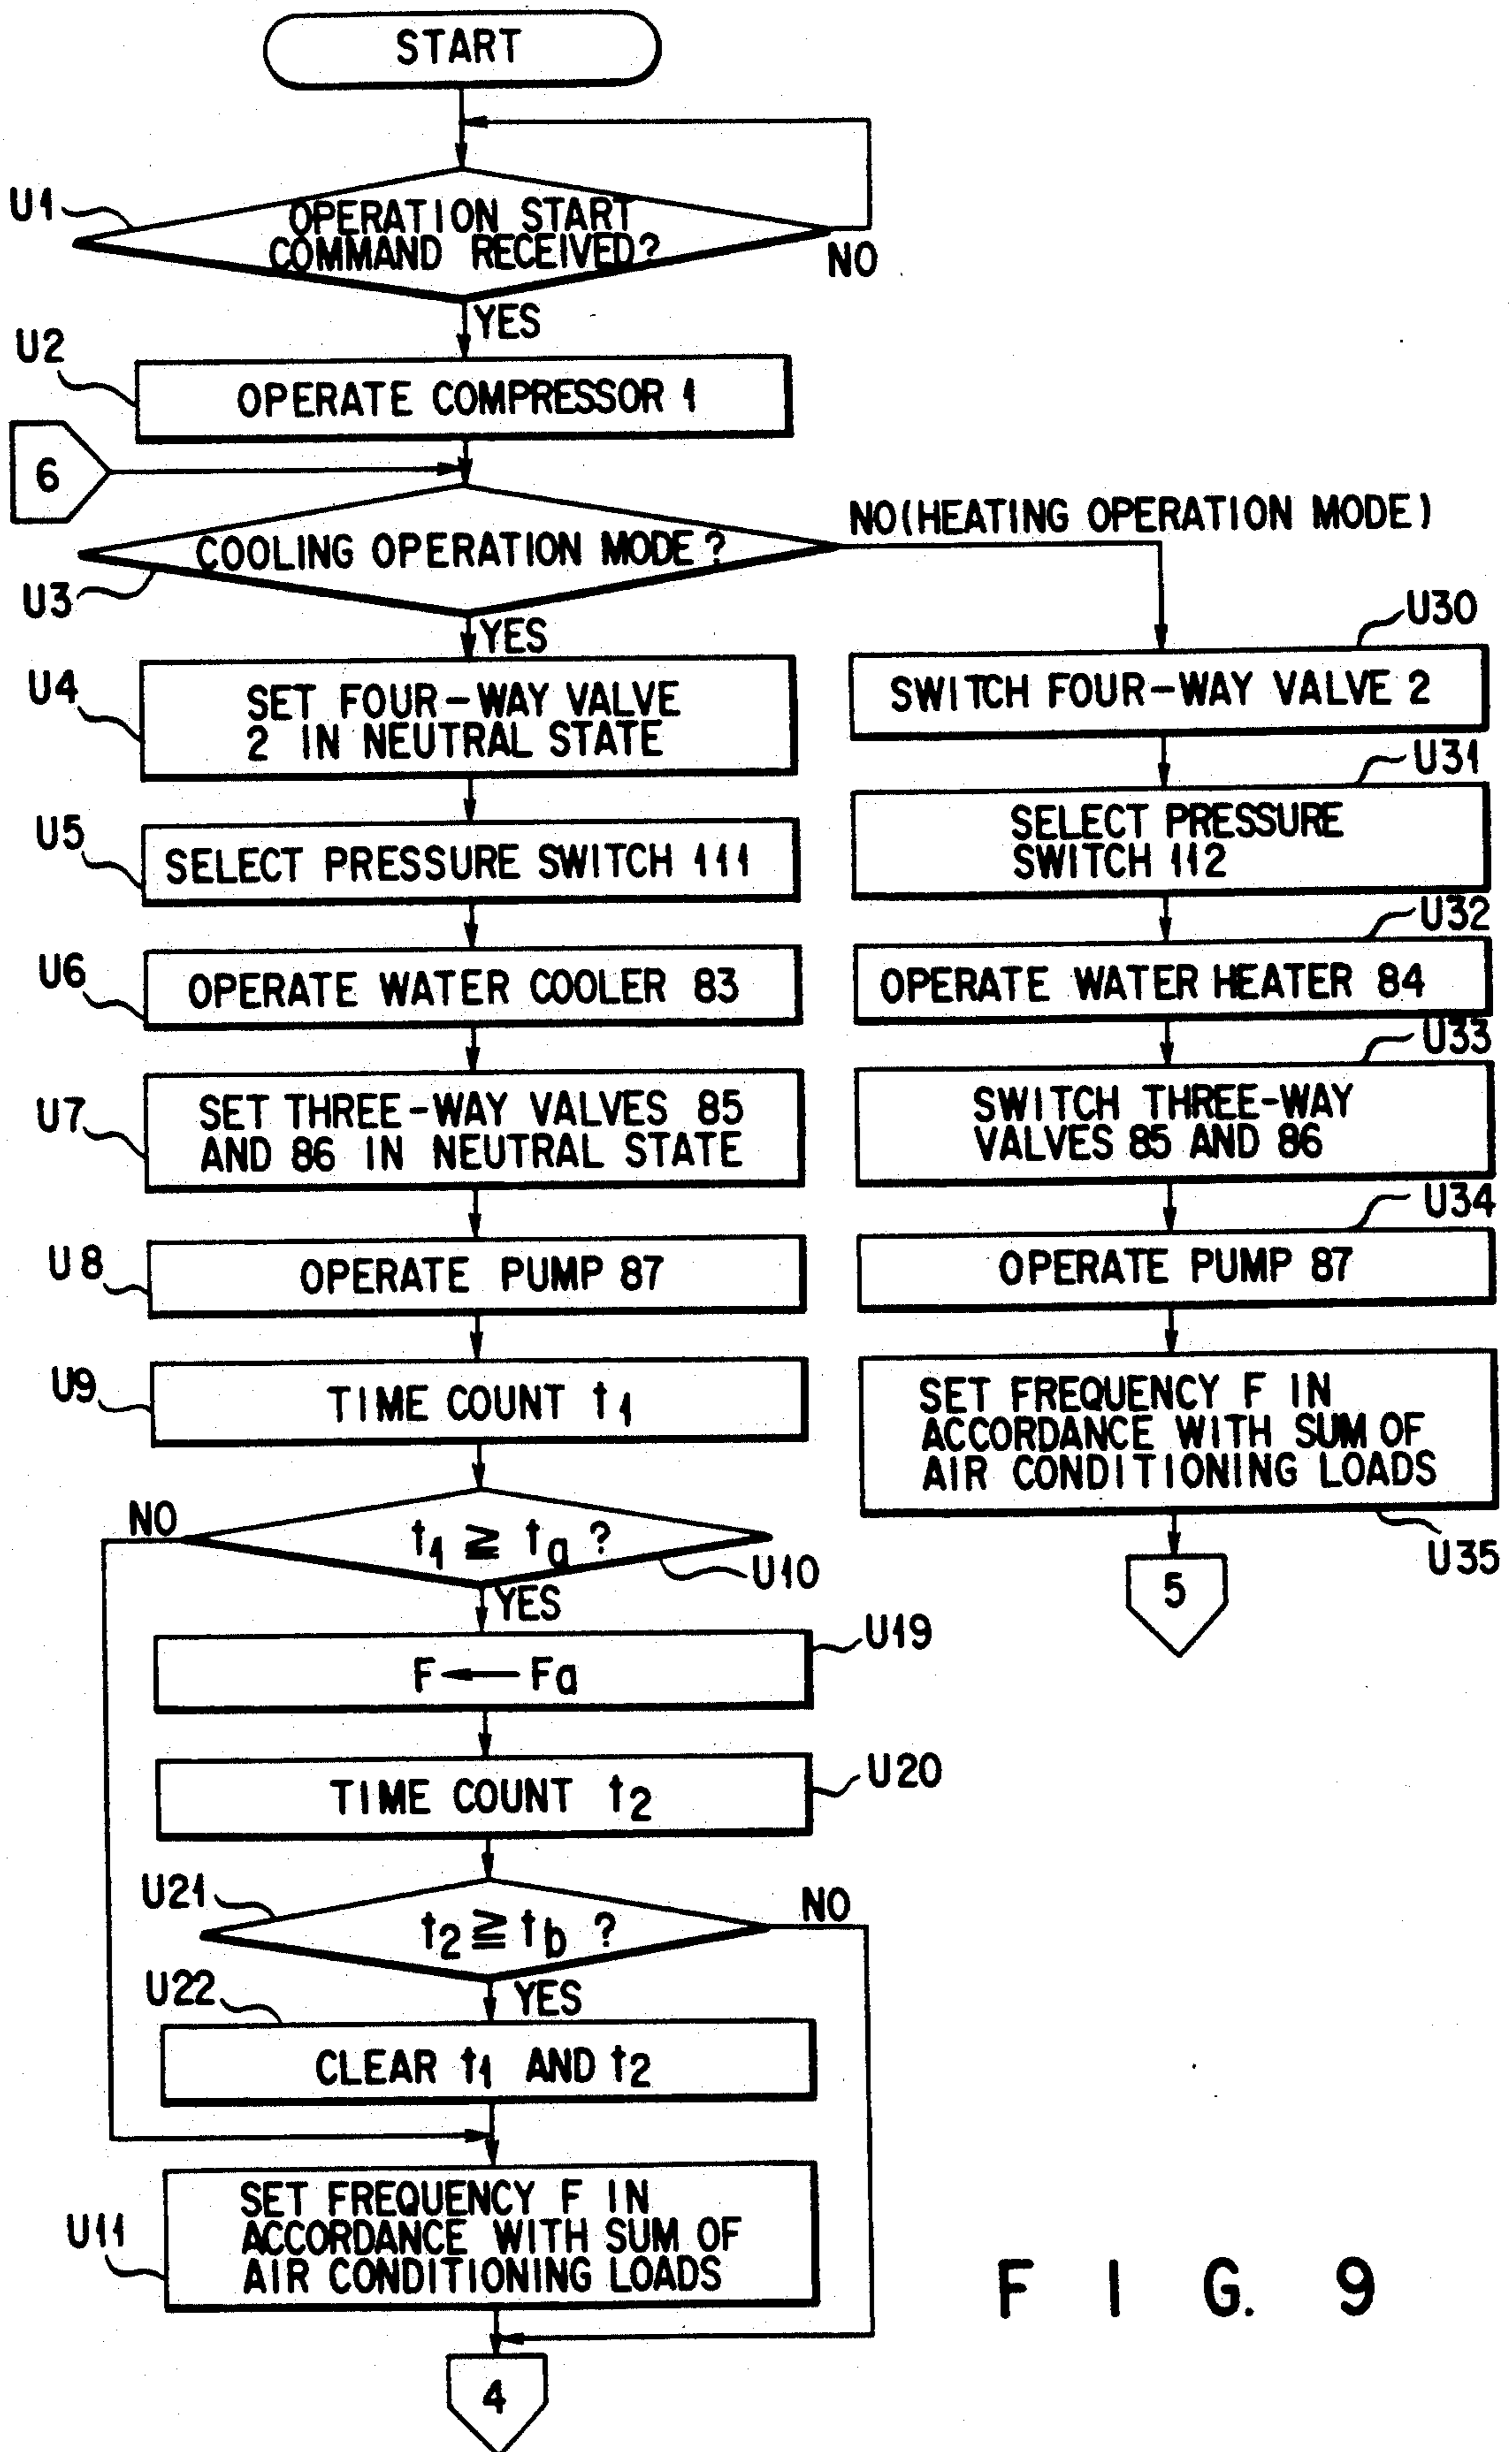 START
U1
OPERATION START
COMMAND RECEIVED?
NO
YES
U2
OPERATE COMPRESSOR 1
6
COOLING OPERATION MODE?
NO(HEATING OPERATION MODE)
U3
YES
U4
SET FOUR-WAY VALVE
2 IN NEUTRAL STATE
U5
SELECT PRESSURE SWITCH 111
U6
OPERATE WATER COOLER 83
U7
SET THREE-WAY VALVES 85
AND 86 IN NEUTRAL STATE
U8
OPERATE PUMP 87
U9
TIME COUNT t1
NO
t1 ≧ ta ?
U10
YES
U19
F ← Fa
U20
TIME COUNT t2
U21
t2 ≧ tb ?
NO
U22
YES
CLEAR t1 AND t2
U11
SET FREQUENCY F IN
ACCORDANCE WITH SUM OF
AIR CONDITIONING LOADS
4
U30
SWITCH FOUR-WAY VALVE 2
U31
SELECT PRESSURE
SWITCH 112
U32
OPERATE WATER HEATER 84
U33
SWITCH THREE-WAY
VALVES 85 AND 86
U34
OPERATE PUMP 87
SET FREQUENCY F IN
ACCORDANCE WITH SUM OF
AIR CONDITIONING LOADS
U35
5
FIG. 9